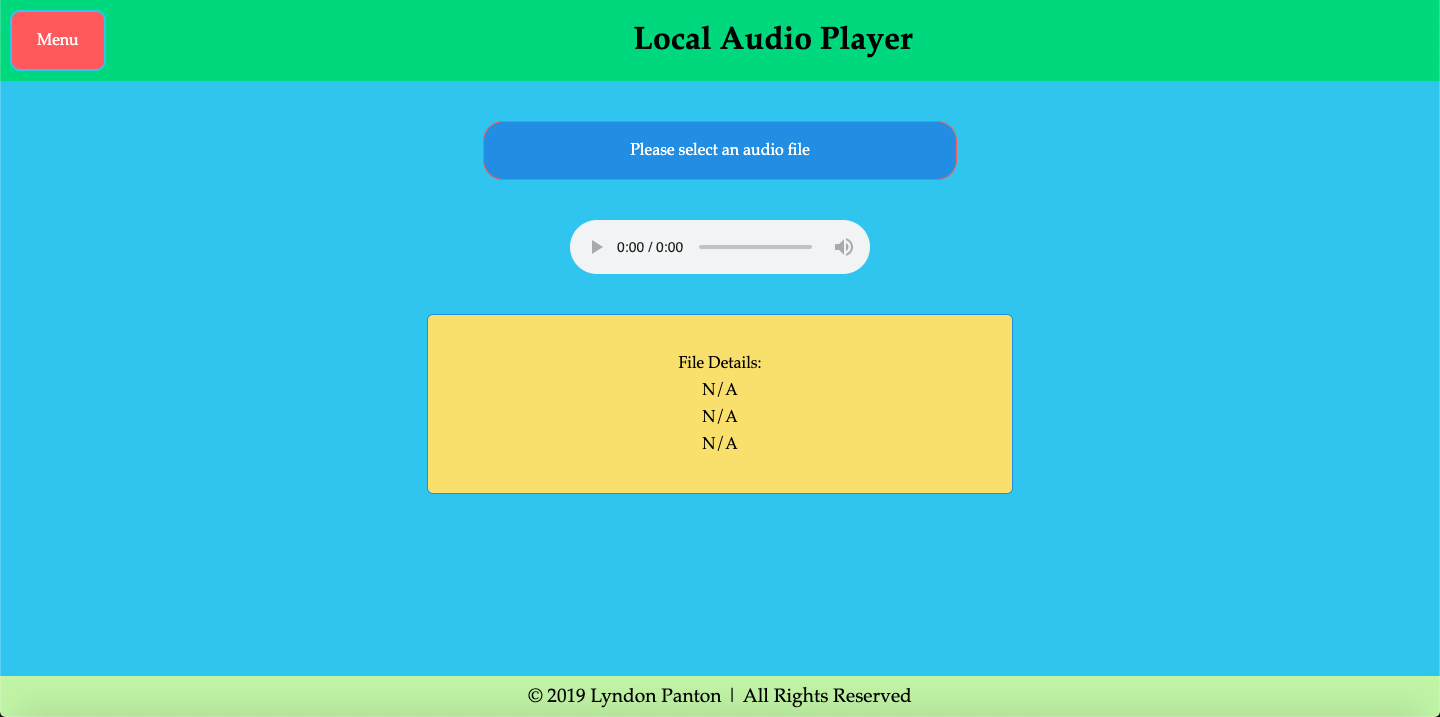 Menu
Local Audio Player
Please select an audio file
0:00 / 0:00
File Details:
N/A
N/A
N/A
© 2019 Lyndon Panton | All Rights Reserved